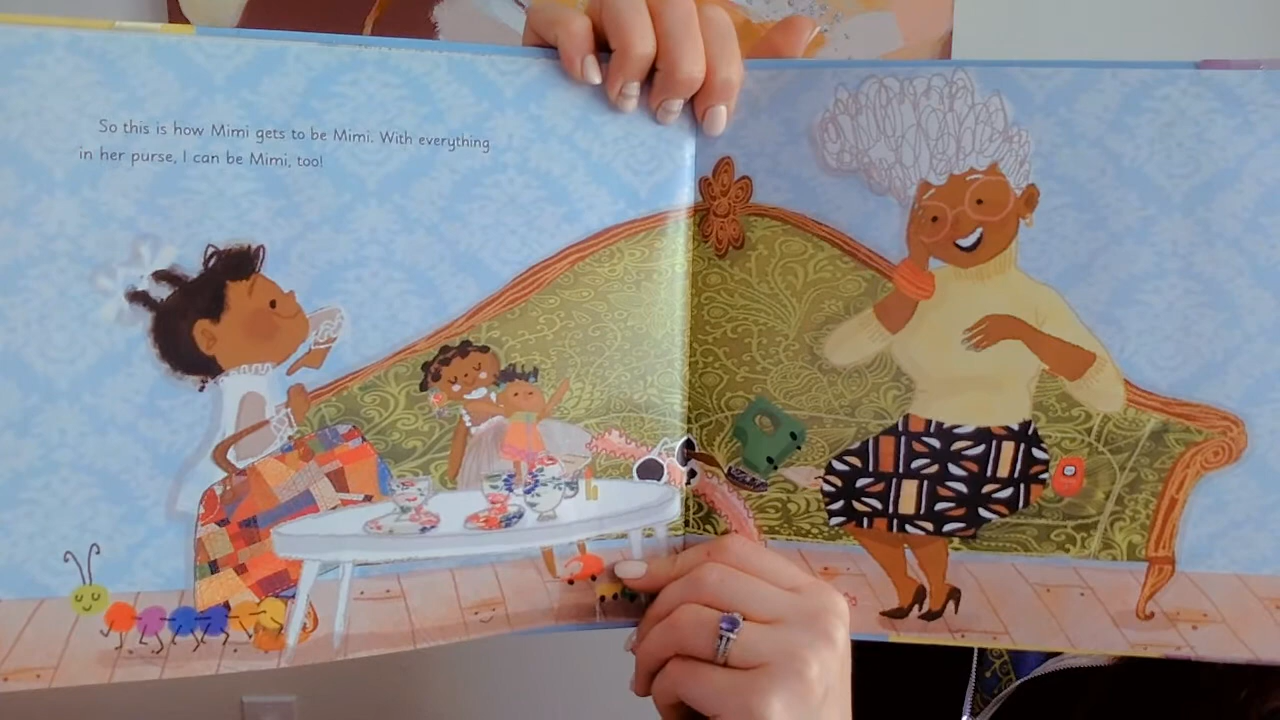 So this is how Mimi gets to be Mimi. With everything
in her purse, I can be Mimi, too!